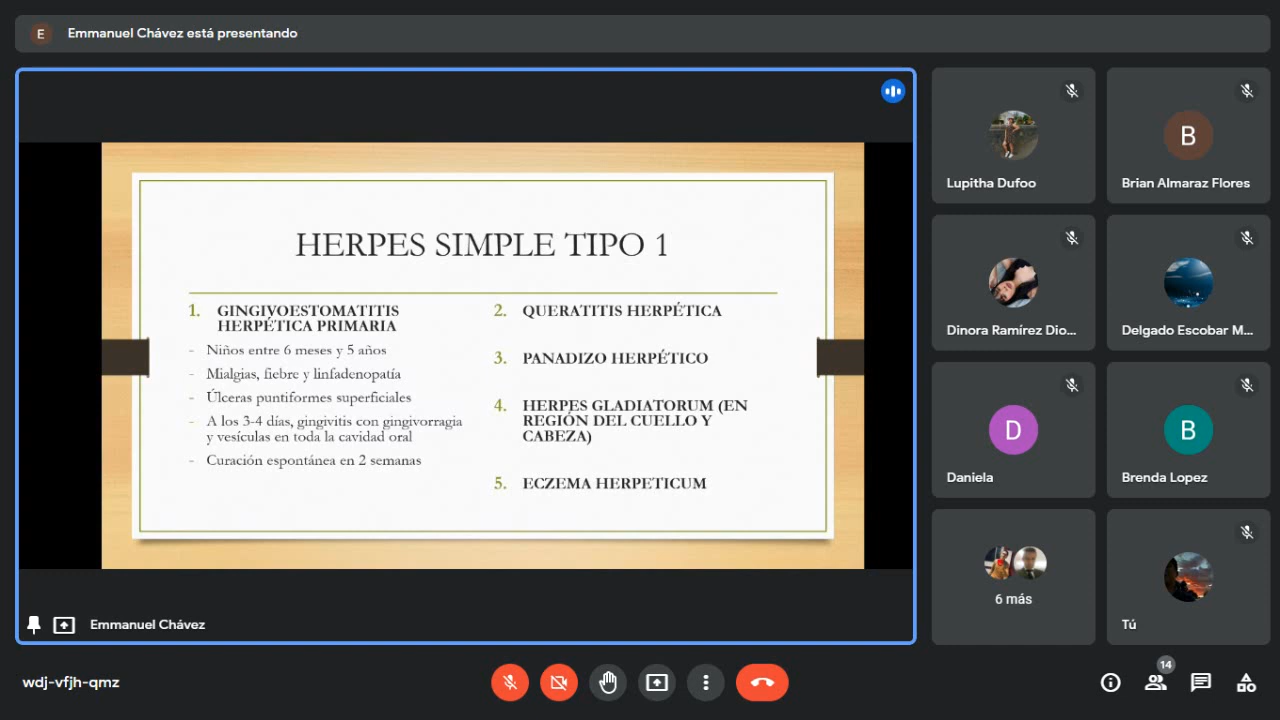 E
Emmanuel Chávez está presentando
HERPES SIMPLE TIPO 1
1. GINGIVOESTOMATITIS
HERPÉTICA PRIMARIA
- Niños entre 6 meses y 5 años
- Mialgias, fiebre y linfadenopatía
- Úlceras puntiformes superficiales
- A los 3-4 días, gingivitis con gingivorragia
y vesículas en toda la cavidad oral
- Curación espontánea en 2 semanas
2. QUERATITIS HERPÉTICA
3. PANADIZO HERPÉTICO
4. HERPES GLADIATORUM (EN
REGIÓN DEL CUELLO Y
CABEZA)
5. ECZEMA HERPETICUM
Emmanuel Chávez
Lupitha Dufoo
B
Brian Almaraz Flores
Dinora Ramírez Dio...
Delgado Escobar M...
D
Daniela
B
Brenda Lopez
6 más
Tú
wdj-vfjh-qmz
14